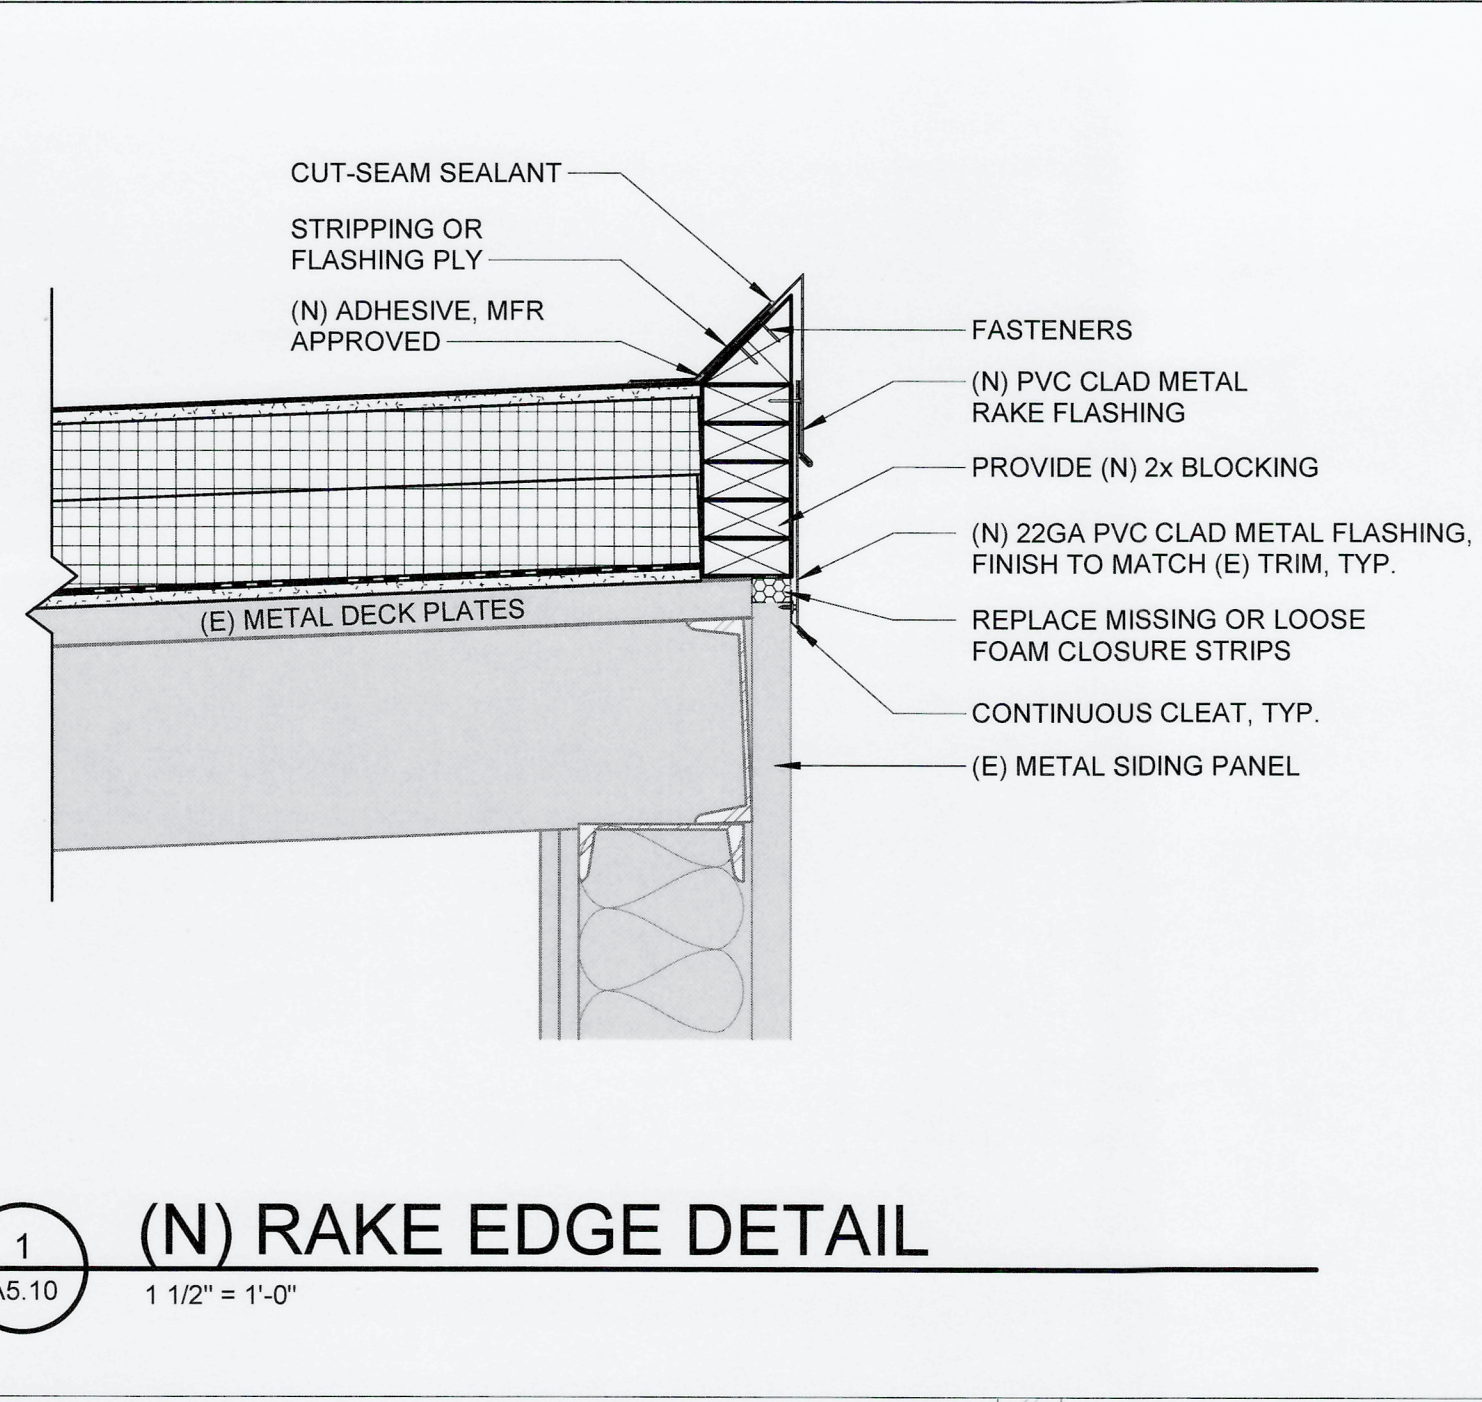 CUT-SEAM SEALANT
STRIPPING OR
FLASHING PLY
(N) ADHESIVE, MFR
APPROVED
FASTENERS
(N) PVC CLAD METAL
RAKE FLASHING
PROVIDE (N) 2x BLOCKING
(N) 22GA PVC CLAD METAL FLASHING,
FINISH TO MATCH (E) TRIM, TYP.
REPLACE MISSING OR LOOSE
FOAM CLOSURE STRIPS
CONTINUOUS CLEAT, TYP.
(E) METAL SIDING PANEL
(E) METAL DECK PLATES
1
A5.10
(N) RAKE EDGE DETAIL
1 1/2" = 1'-0"